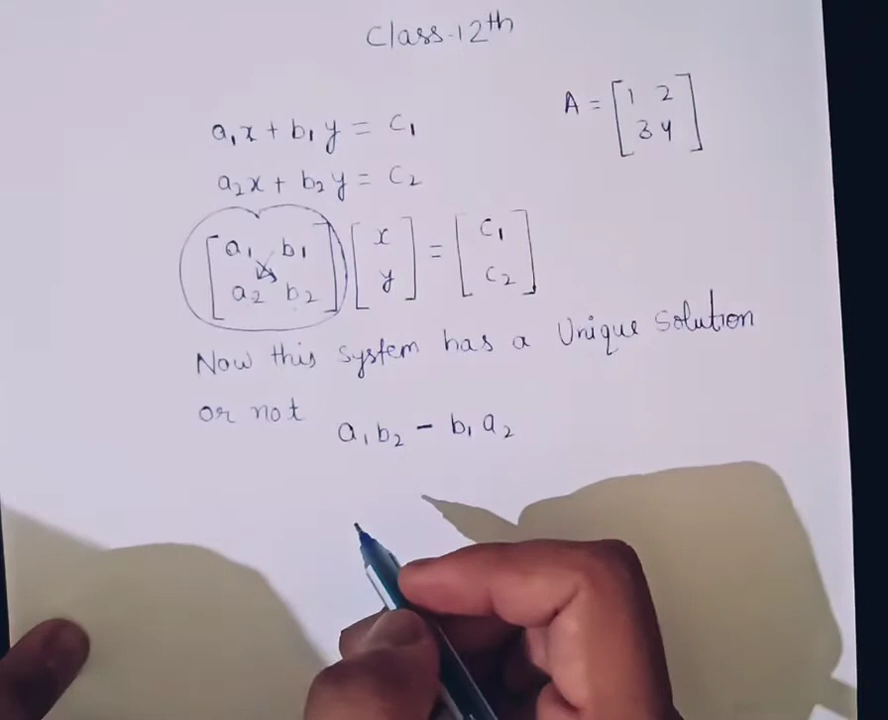 Class-12th
a₁x + b₁y = c₁
a₂x + b₂y = c₂
A = [1 2
3 4]
[a₁ b₁ [x = [c₁
a₂ b₂] y] c₂]
Now this system has a Unique solution
or not
a₁b₂ - b₁a₂